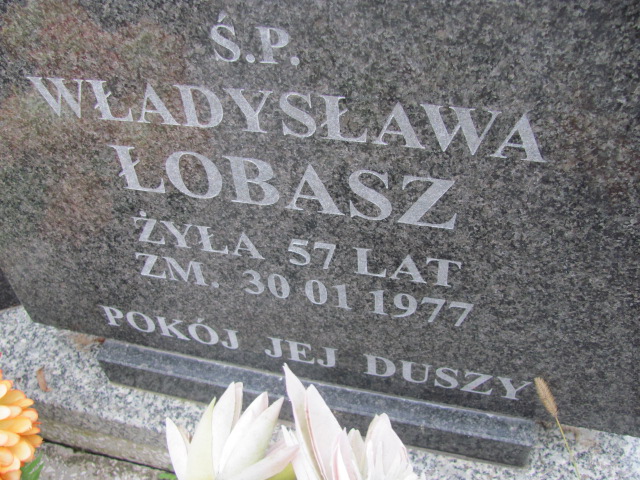 Ś.P.
WŁADYSŁAWA
ŁOBASZ
ŻYŁA 57 LAT
ZM. 30 01 1977
POKÓJ JEJ DUSZY